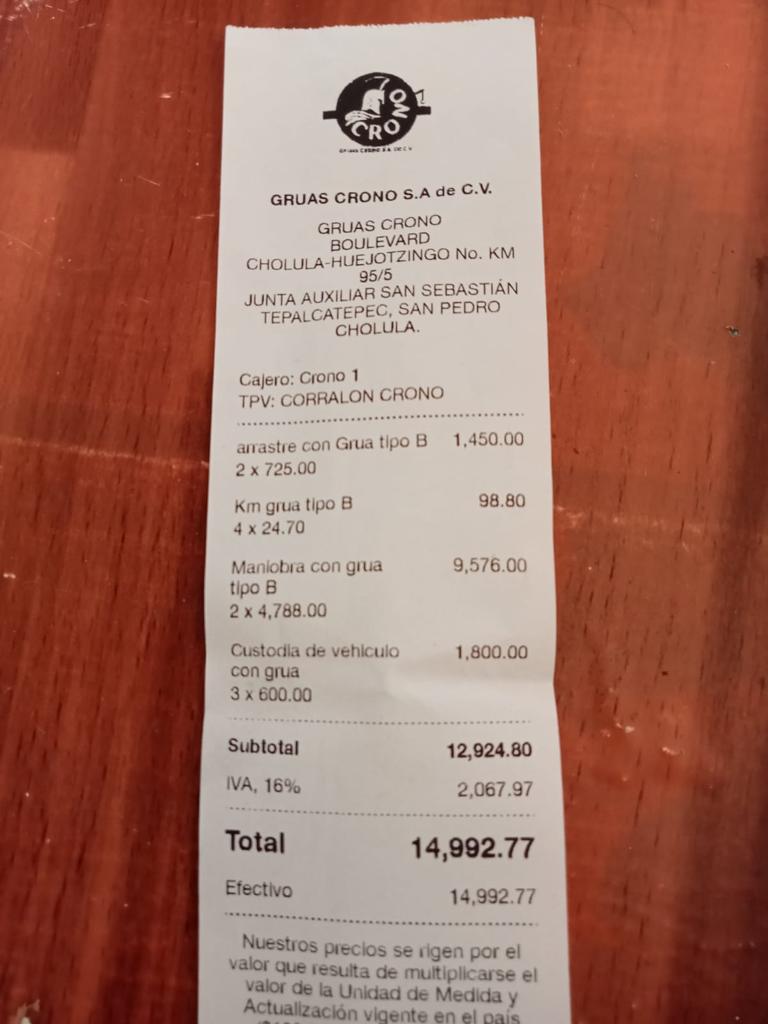 CRONO
GRUAS CRONO S.A DE C.V
GRUAS CRONO S.A de C.V.
GRUAS CRONO
BOULEVARD
CHOLULA-HUEJOTZINGO No. KM
95/5
JUNTA AUXILIAR SAN SEBASTIÁN
TEPALCATEPEC, SAN PEDRO
CHOLULA.
Cajero: Crono 1
TPV: CORRALON CRONO
arrastre con Grua tipo B 1,450.00
2 x 725.00
Km grua tipo B 98.80
4 x 24.70
Maniobra con grua 9,576.00
tipo B
2 x 4,788.00
Custodia de vehiculo 1,800.00
con grua
3 x 600.00
Subtotal 12,924.80
IVA, 16% 2,067.97
Total 14,992.77
Efectivo 14,992.77
Nuestros precios se rigen por el
valor que resulta de multiplicarse el
valor de la Unidad de Medida y
Actualización vigente en el país